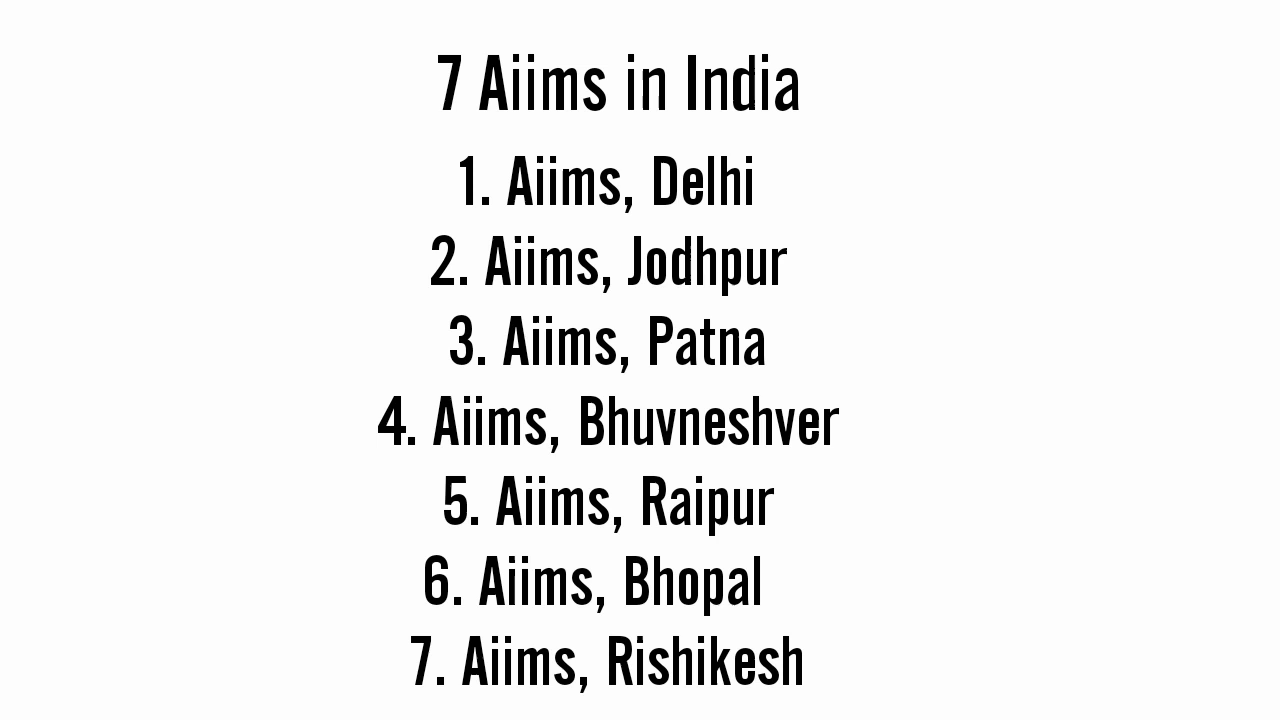 7 Aiims in India
1. Aiims, Delhi
2. Aiims, Jodhpur
3. Aiims, Patna
4. Aiims, Bhuvneshver
5. Aiims, Raipur
6. Aiims, Bhopal
7. Aiims, Rishikesh